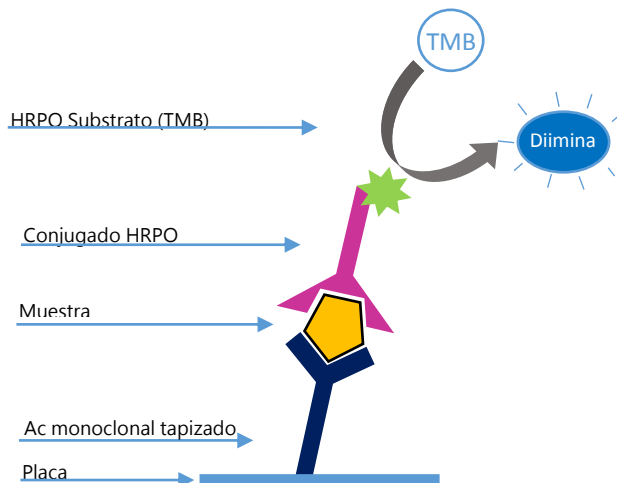 TMB
HRPO Substrato (TMB)
Diimina
Conjugado HRPO
Muestra
Ac monoclonal tapizado
Placa